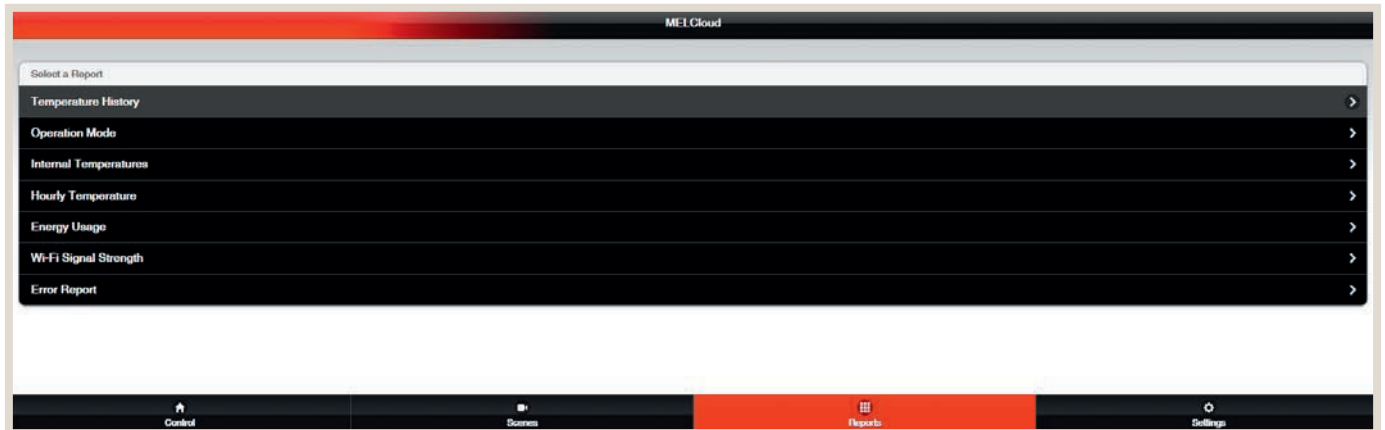 MELCloud
Select a Report
Temperature History
Operation Mode
Internal Temperatures
Hourly Temperature
Energy Usage
Wi-Fi Signal Strength
Error Report
Control
Scenes
Reports
Settings